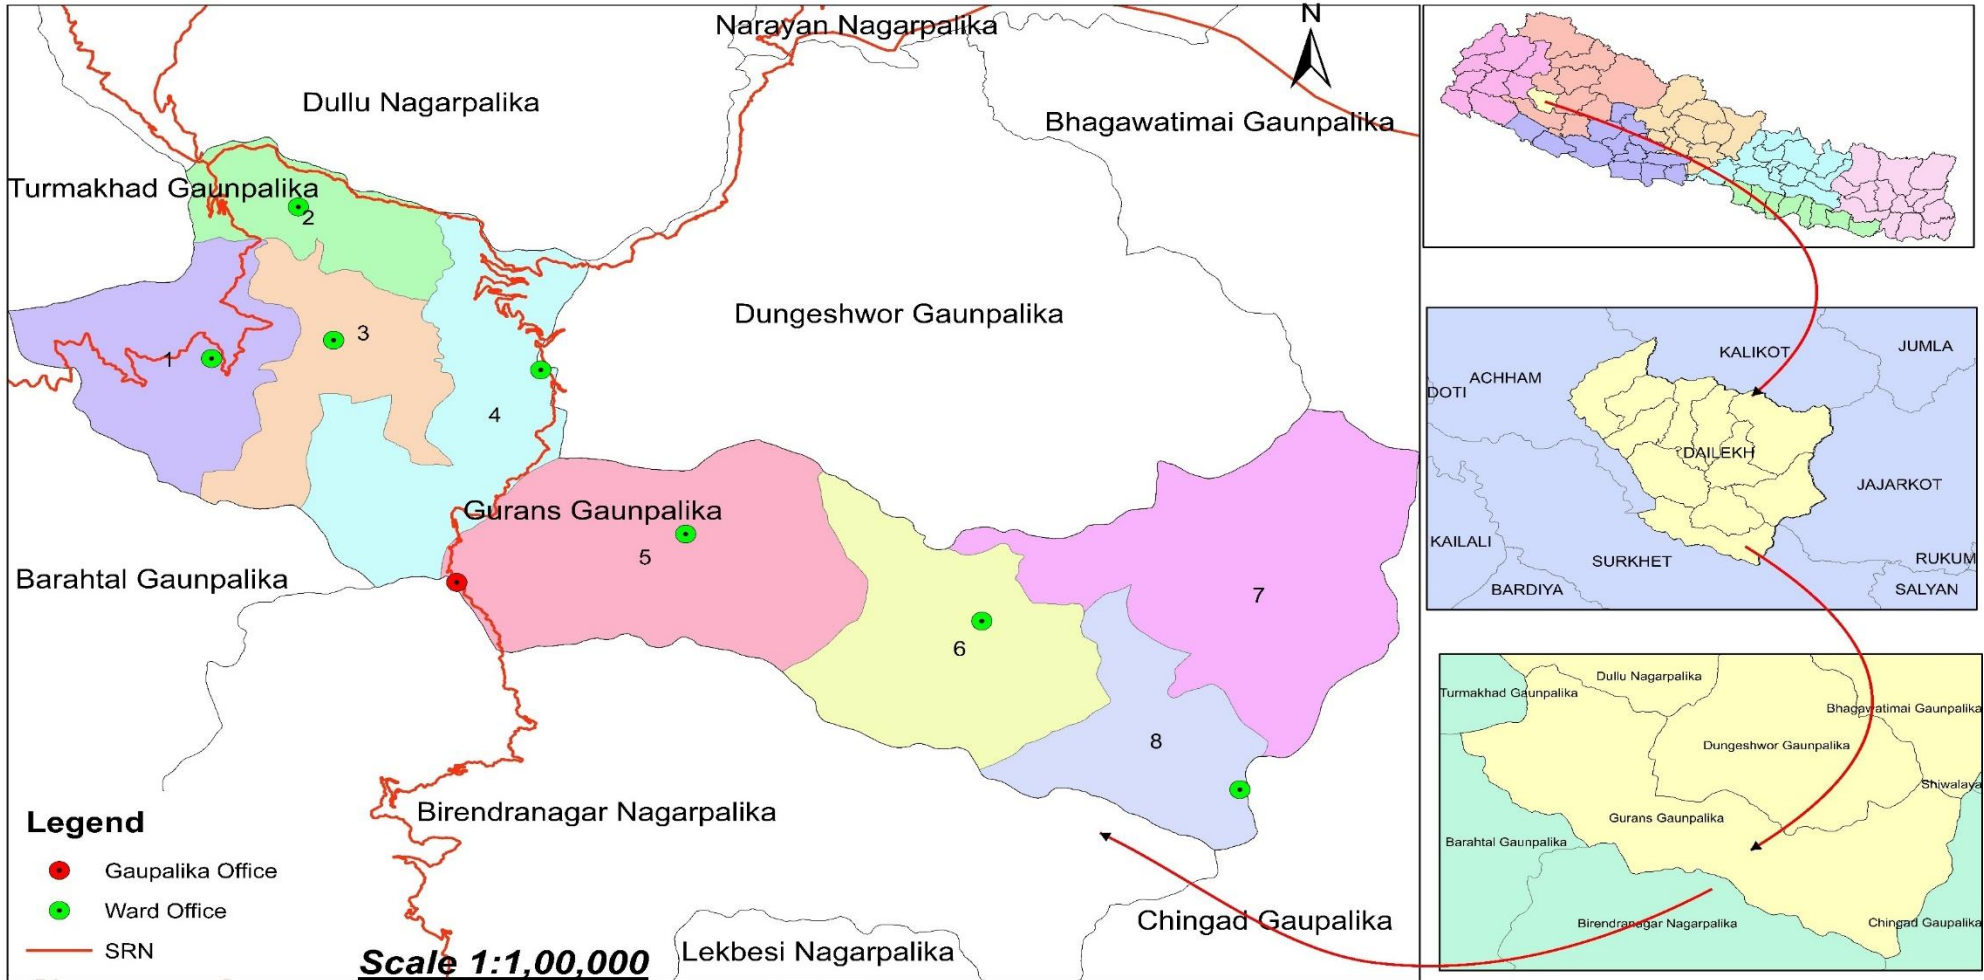 Narayan Nagarpalika
N
Dullu Nagarpalika
Bhagawatimai Gaunpalika
Turmakhad Gaunpalika
2
Dungeshwor Gaunpalika
3
1
4
Gurans Gaunpalika
5
Barahtal Gaunpalika
7
6
8
Birendranagar Nagarpalika
Chingad Gaupalika
Lekbesi Nagarpalika
Legend
Gaupalika Office
Ward Office
SRN
Scale 1:1,00,000
KALIKOT
JUMLA
ACHHAM
DOTI
DAILEKH
JAJARKOT
KAILALI
SURKHET
RUKUM
BARDIYA
SALYAN
Dullu Nagarpalika
Turmakhad Gaunpalika
Bhagawatimai Gaunpalika
Dungeshwor Gaunpalika
Shiwalaya
Gurans Gaunpalika
Barahtal Gaunpalika
Birendranagar Nagarpalika
Chingad Gaupalika